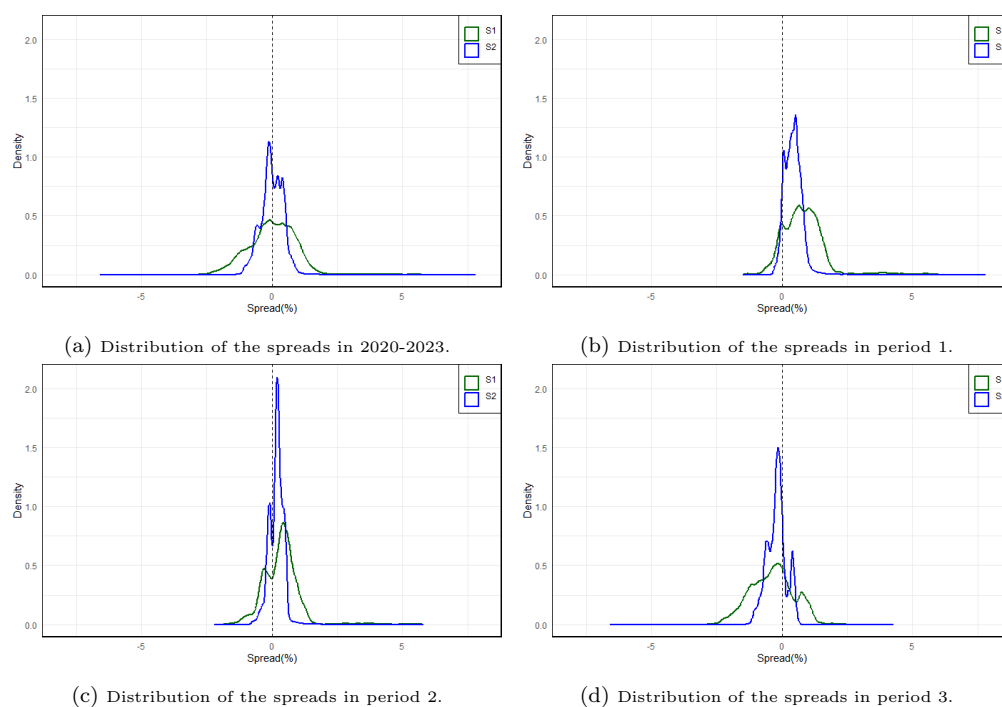 2.0
1.5
1.0
0.5
0.0
Density
-5
0
5
Spread(%)
S1
S2
(a) Distribution of the spreads in 2020-2023.
2.0
1.5
1.0
0.5
0.0
Density
-5
0
5
Spread(%)
S
S
(b) Distribution of the spreads in period 1.
2.0
1.5
1.0
0.5
0.0
Density
-5
0
5
Spread(%)
S1
S2
(c) Distribution of the spreads in period 2.
2.0
1.5
1.0
0.5
0.0
Density
-5
0
5
Spread(%)
S
S
(d) Distribution of the spreads in period 3.